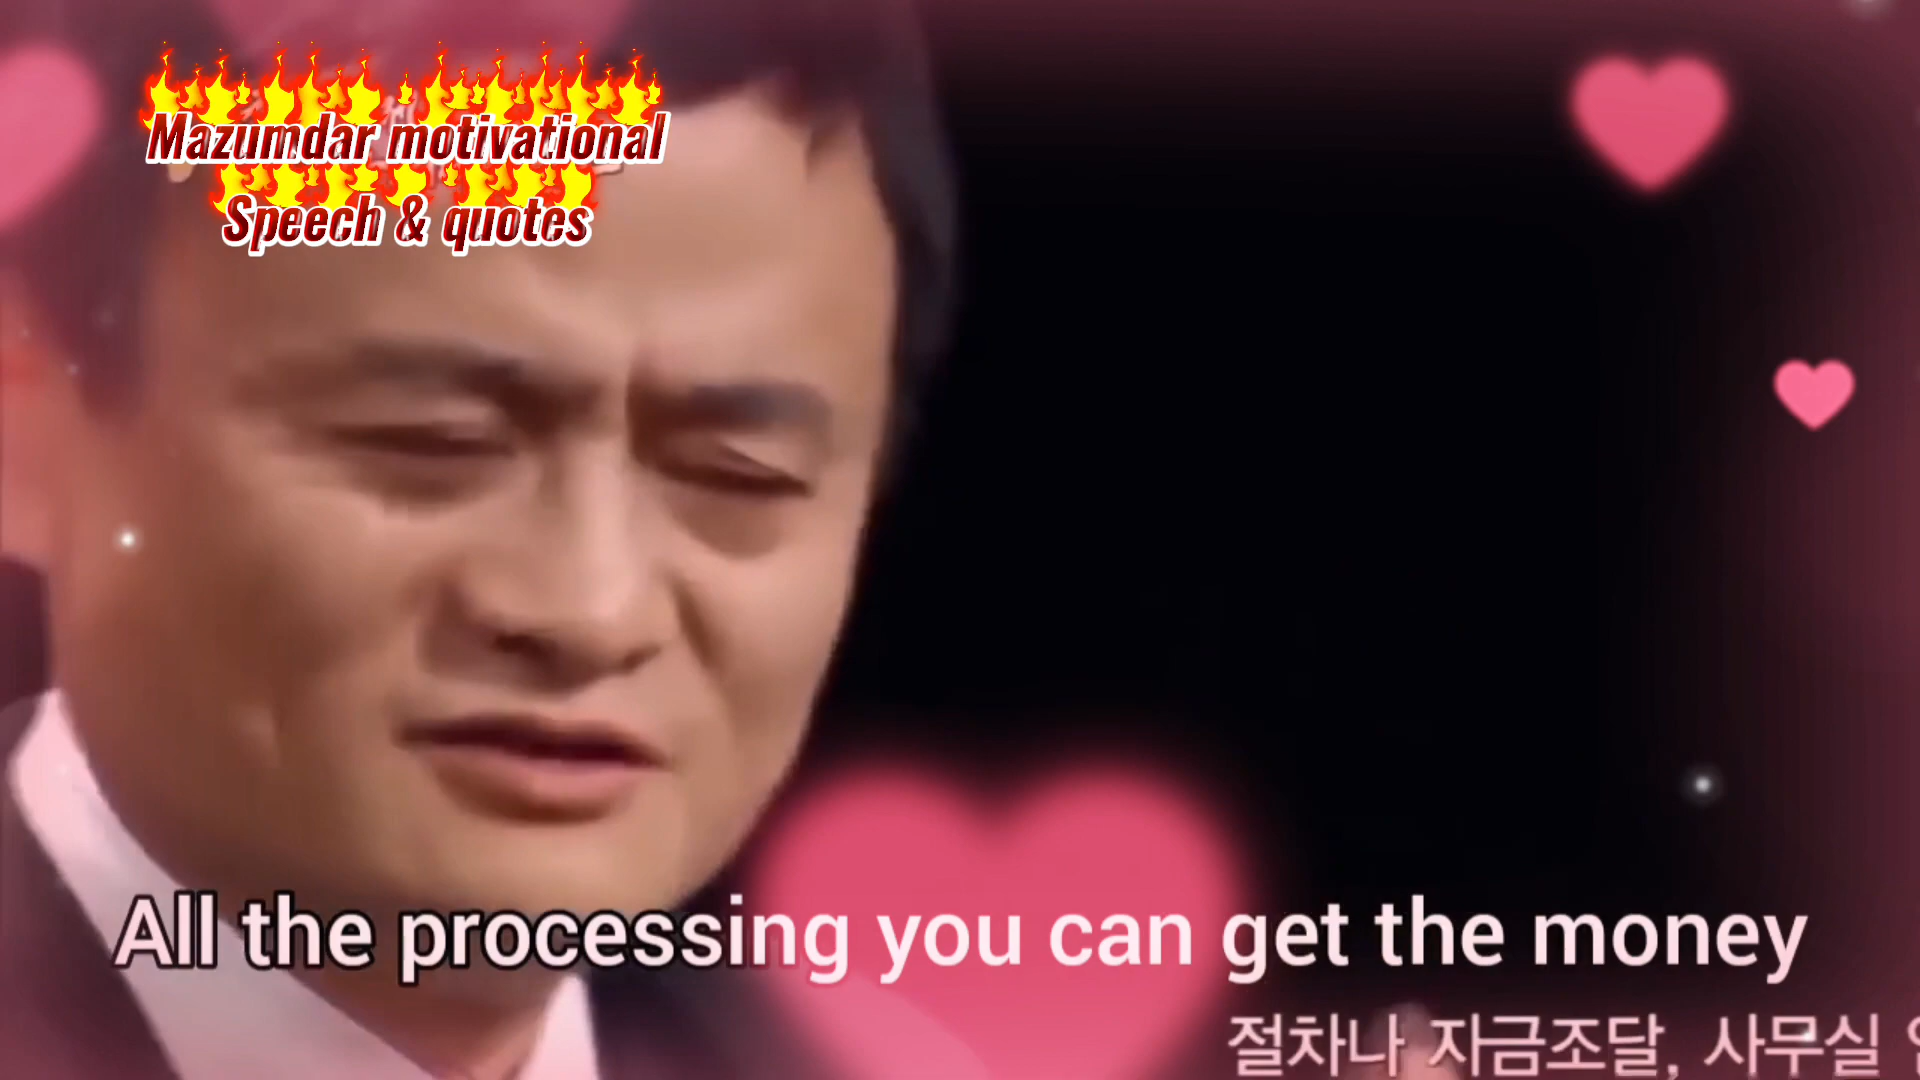 Mazumdar motivational
Speech & quotes
All the processing you can get the money
절차나 자금조달, 사무실